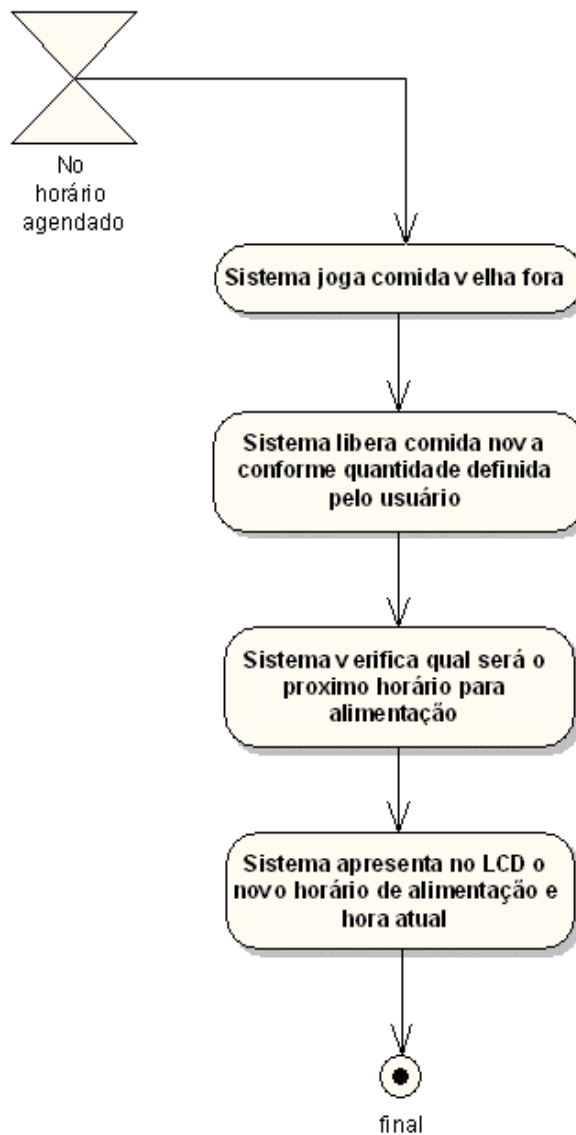 No
horário
agendado
Sistema joga comida velha fora
Sistema libera comida nova
conforme quantidade definida
pelo usuário
Sistema verifica qual será o
proximo horário para
alimentação
Sistema apresenta no LCD o
novo horário de alimentação e
hora atual
final